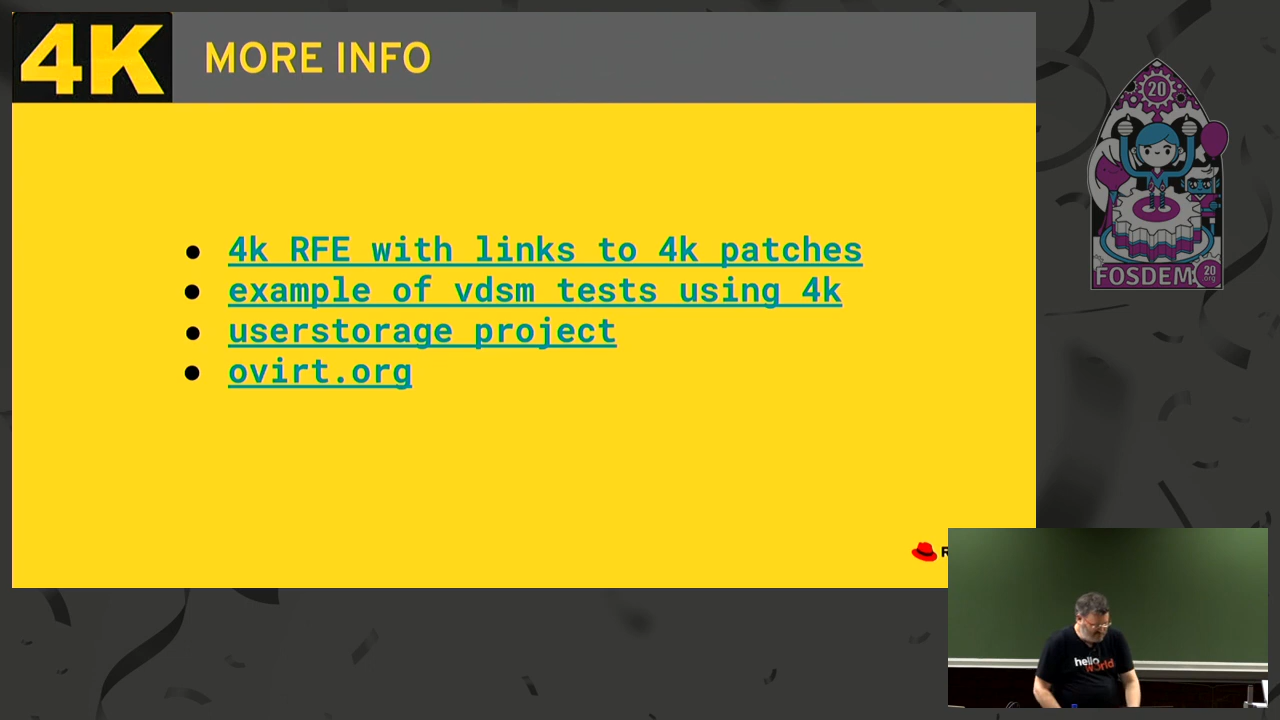 4K
MORE INFO
4k RFE with links to 4k patches
example of vdsm tests using 4k
userstorage project
ovirt.org
20
FOSDEM
20
org
hello
world